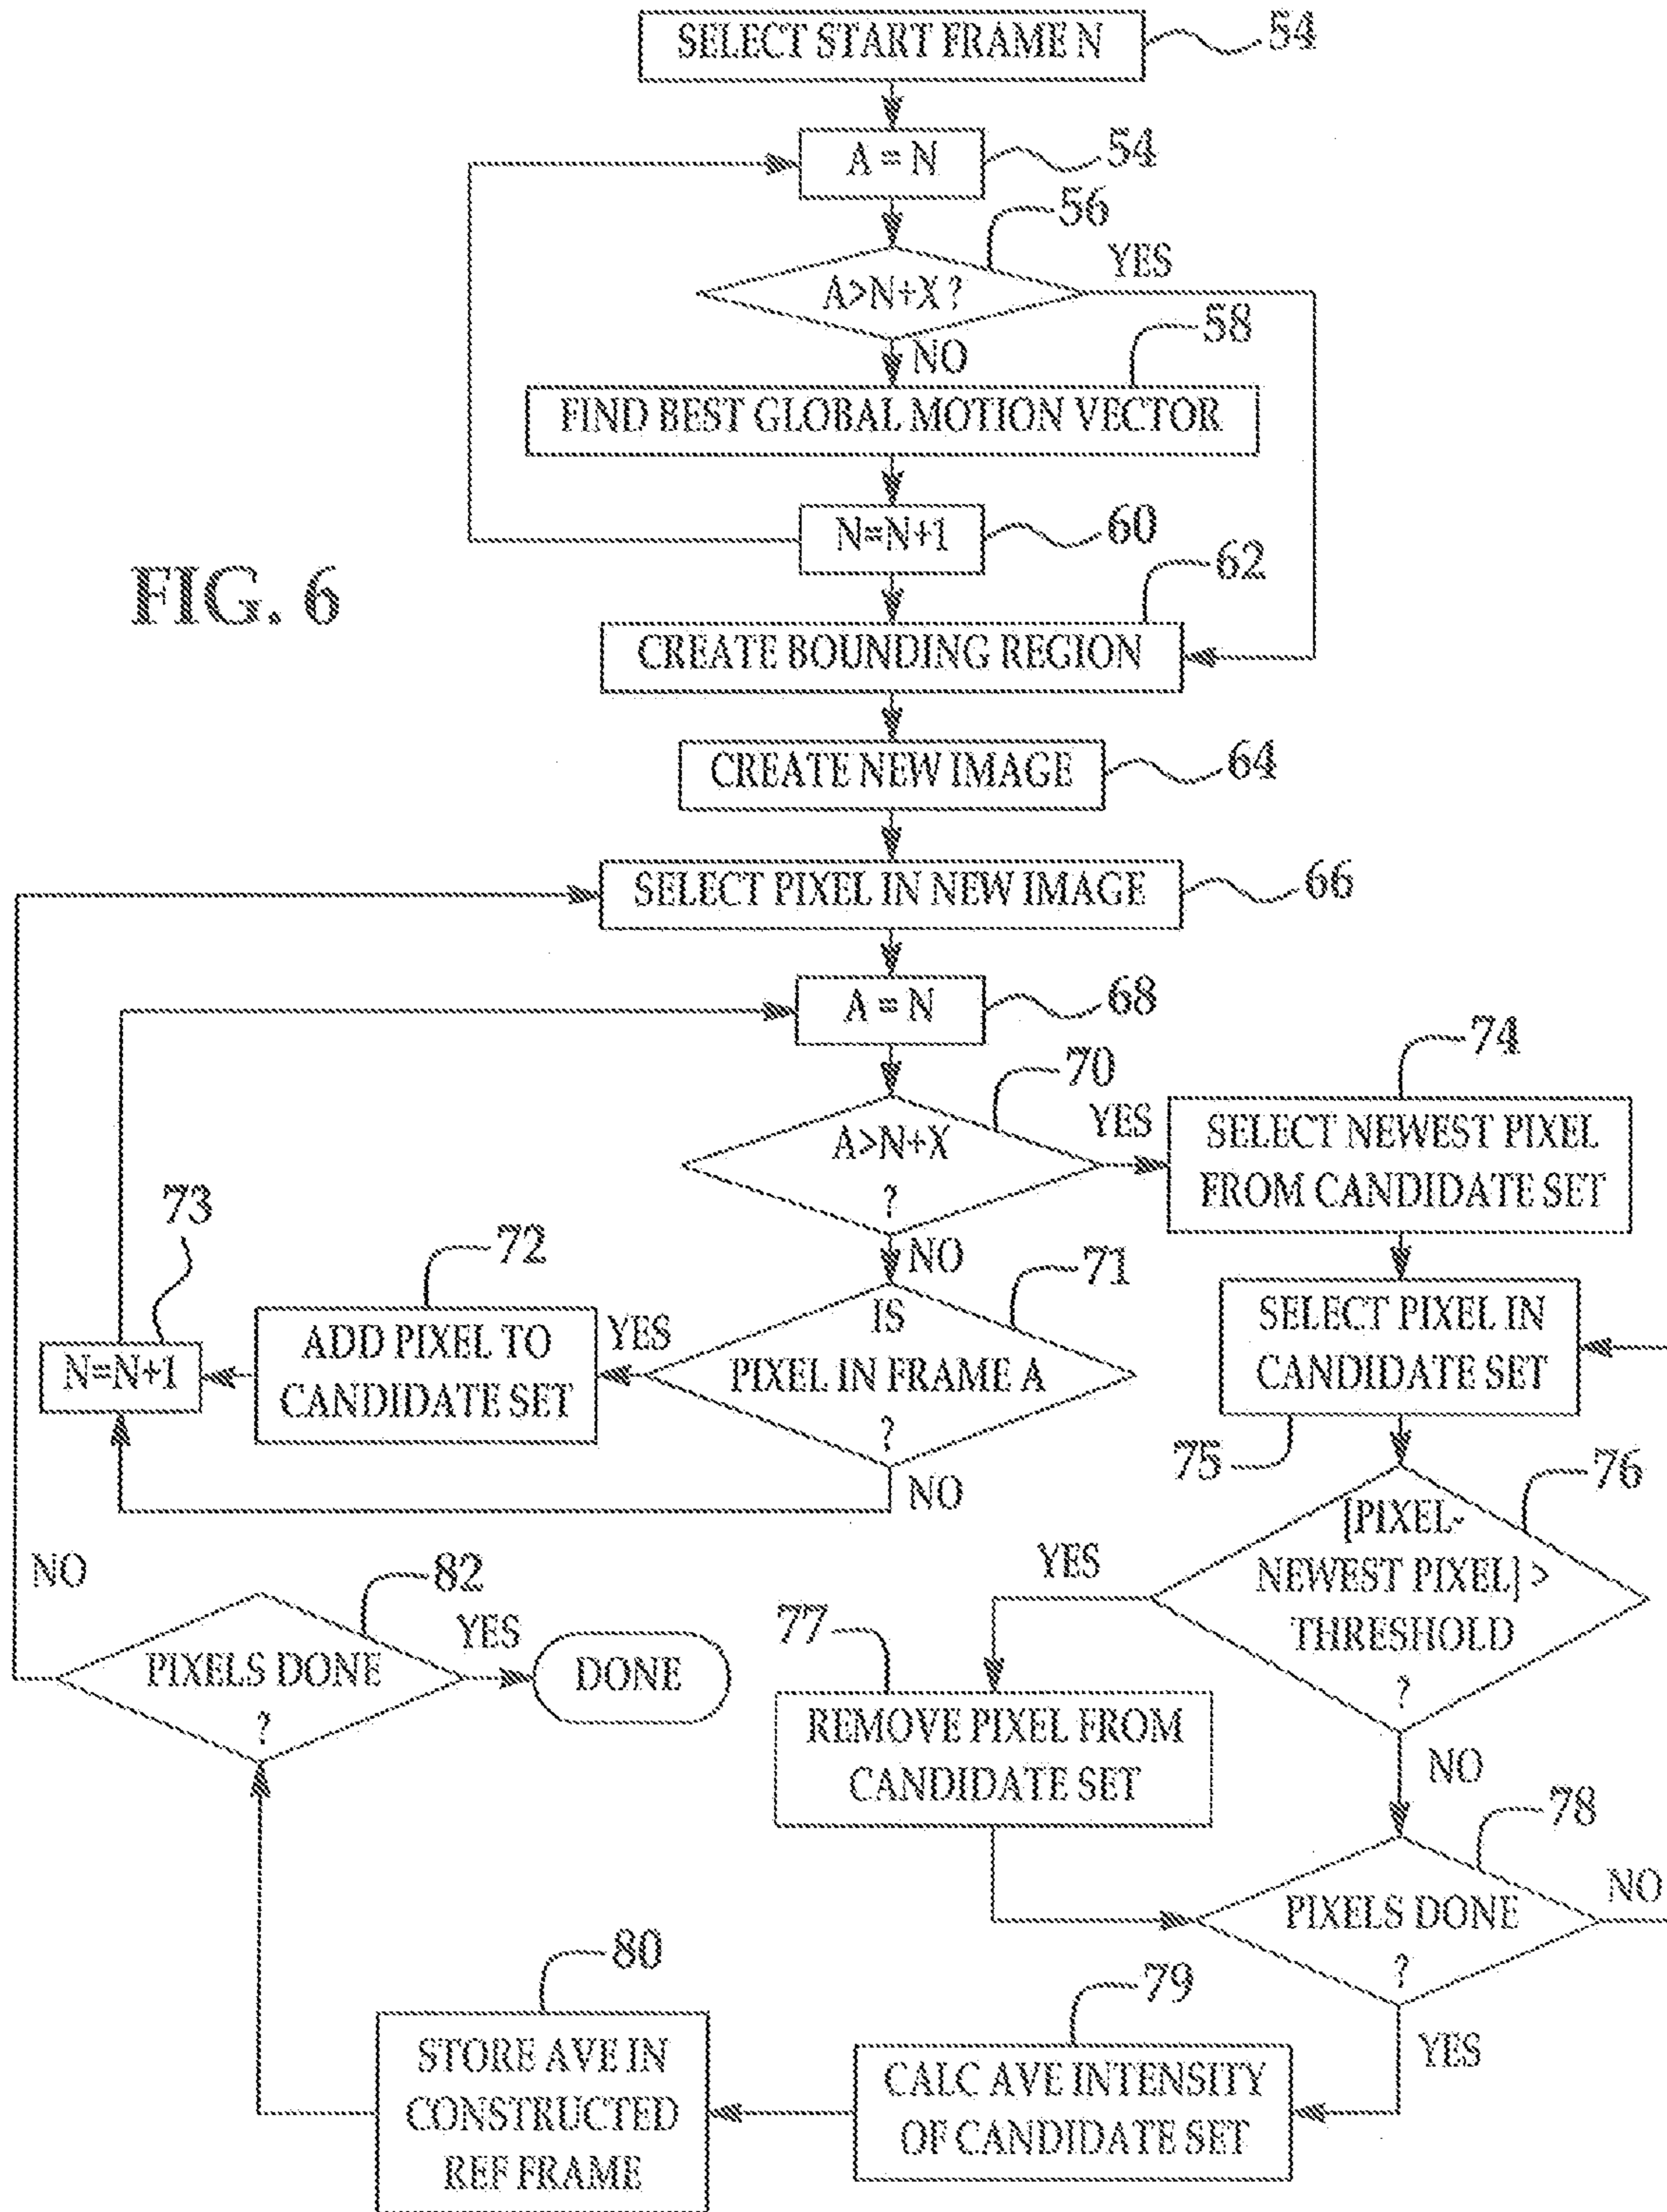 SELECT START FRAME N
54
A = N
54
56
A>N+X ?
YES
NO
58
FIND BEST GLOBAL MOTION VECTOR
N=N+1
60
62
FIG. 6
CREATE BOUNDING REGION
CREATE NEW IMAGE
64
SELECT PIXEL IN NEW IMAGE
66
A = N
68
70
A>N+X
?
YES
NO
74
SELECT NEWEST PIXEL
FROM CANDIDATE SET
73
N=N+1
72
ADD PIXEL TO
CANDIDATE SET
YES
71
IS
PIXEL IN FRAME A
?
NO
SELECT PIXEL IN
CANDIDATE SET
75
76
[PIXEL-
NEWEST PIXEL] >
THRESHOLD
?
YES
NO
77
REMOVE PIXEL FROM
CANDIDATE SET
NO
82
PIXELS DONE
?
YES
DONE
78
PIXELS DONE
?
NO
YES
80
STORE AVE IN
CONSTRUCTED
REF FRAME
79
CALC AVE INTENSITY
OF CANDIDATE SET